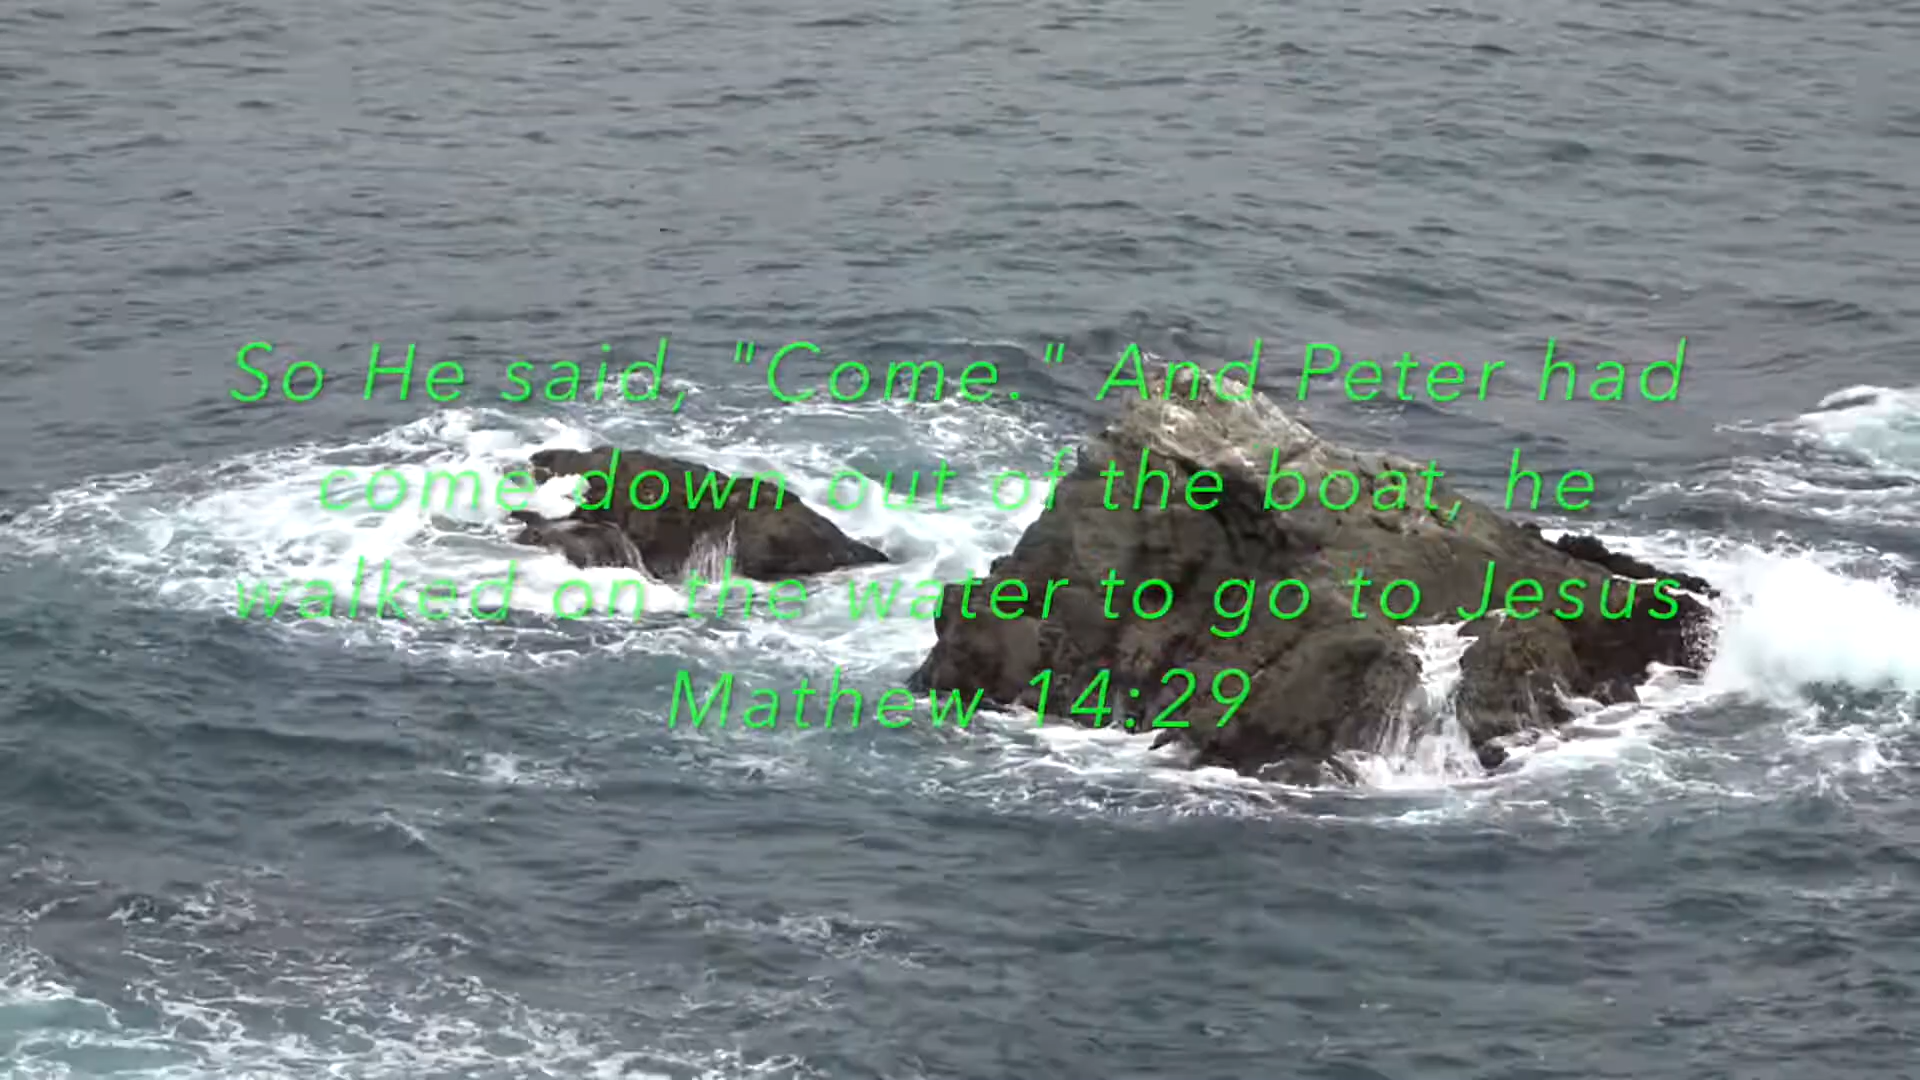 So He said, "Come." And Peter had
come down out of the boat, he
walked on the water to go to Jesus
Mathew 14:29